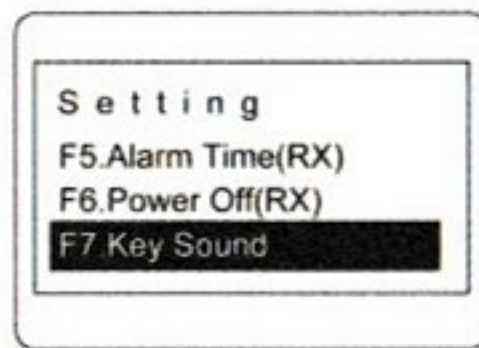 Setting
F5.Alarm Time(RX)
F6.Power Off(RX)
F7.Key Sound